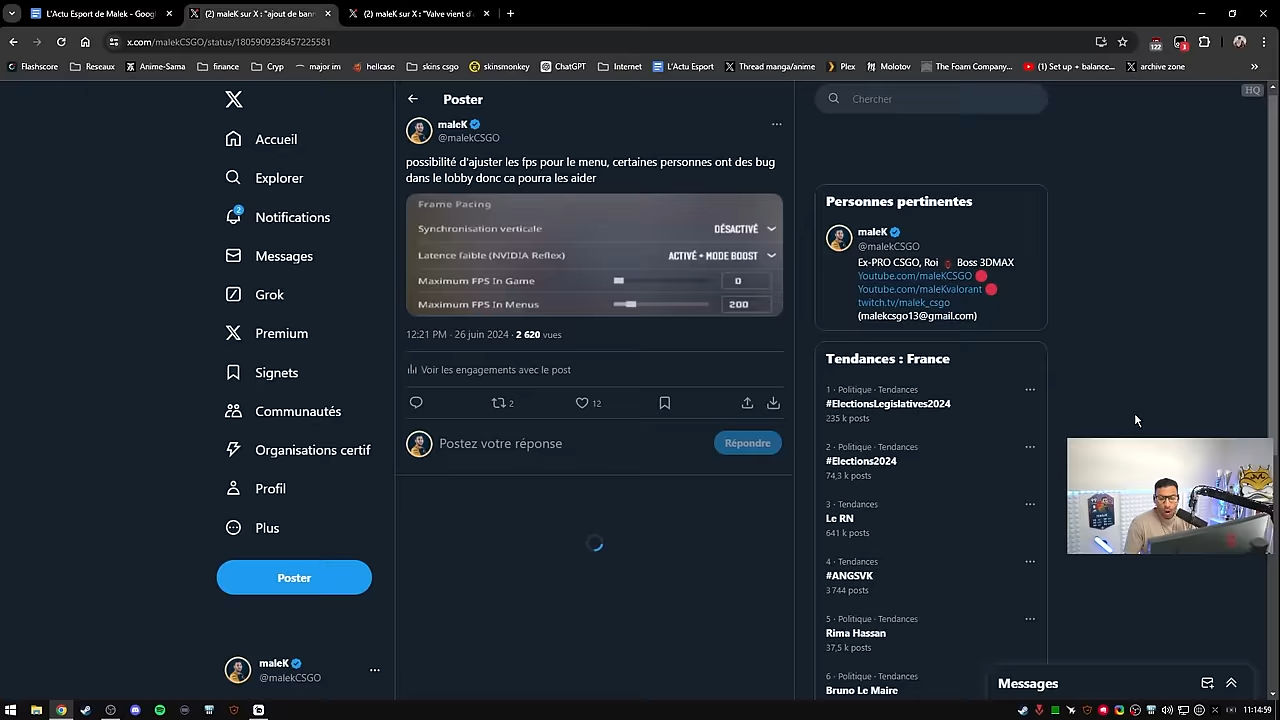 L'Actu Esport de Malek - Googl
(2) maleK sur X : "ajout de bann
(2) maleK sur X : "Valve vient d'
x.com/malekCSGO/status/1805909238457225581
Flashscore
Reseaux
Anime-Sama
finance
Cryp
major im
hellcase
skins csgo
skinsmonkey
ChatGPT
Internet
L'Actu Esport
Thread manga/anime
Plex
Molotov
The Foam Company...
(1) Set up + balance...
archive zone
HQ
Accueil
Explorer
2
Notifications
Messages
Grok
Premium
Signets
Communautés
Organisations certif
Profil
Plus
Poster
maleK
@malekCSGO
Poster
maleK
@malekCSGO
possibilité d'ajuster les fps pour le menu, certaines personnes ont des bug
dans le lobby donc ca pourra les aider
Frame Pacing
Synchronisation verticale DÉSACTIVÉ
Latence faible (NVIDIA Reflex) ACTIVÉ + MODE BOOST
Maximum FPS In Game 0
Maximum FPS In Menus 200
12:21 PM · 26 juin 2024 · 2 620 vues
Voir les engagements avec le post
2 12
Postez votre réponse Répondre
Chercher
Personnes pertinentes
maleK
@malekCSGO
Ex-PRO CSGO, Roi Boss 3DMAX
Youtube.com/maleKCSGO
Youtube.com/maleKvalorant
twitch.tv/malek_csgo
(malekcsgo13@gmail.com)
Tendances : France
1 · Politique · Tendances
#ElectionsLegislatives2024
235 k posts
2 · Politique · Tendances
#Elections2024
74,3 k posts
3 · Tendances
Le RN
641 k posts
4 · Tendances
#ANGSVK
3 744 posts
5 · Politique · Tendances
Rima Hassan
37,5 k posts
6 · Politique · Tendances
Bruno Le Maire
Messages
11:14:59